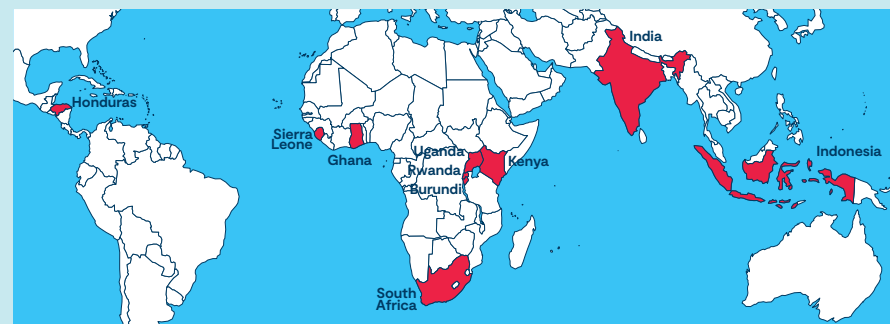 India
Honduras
Sierra
Leone
Ghana
Uganda
Rwanda
Burundi
Kenya
Indonesia
South
Africa